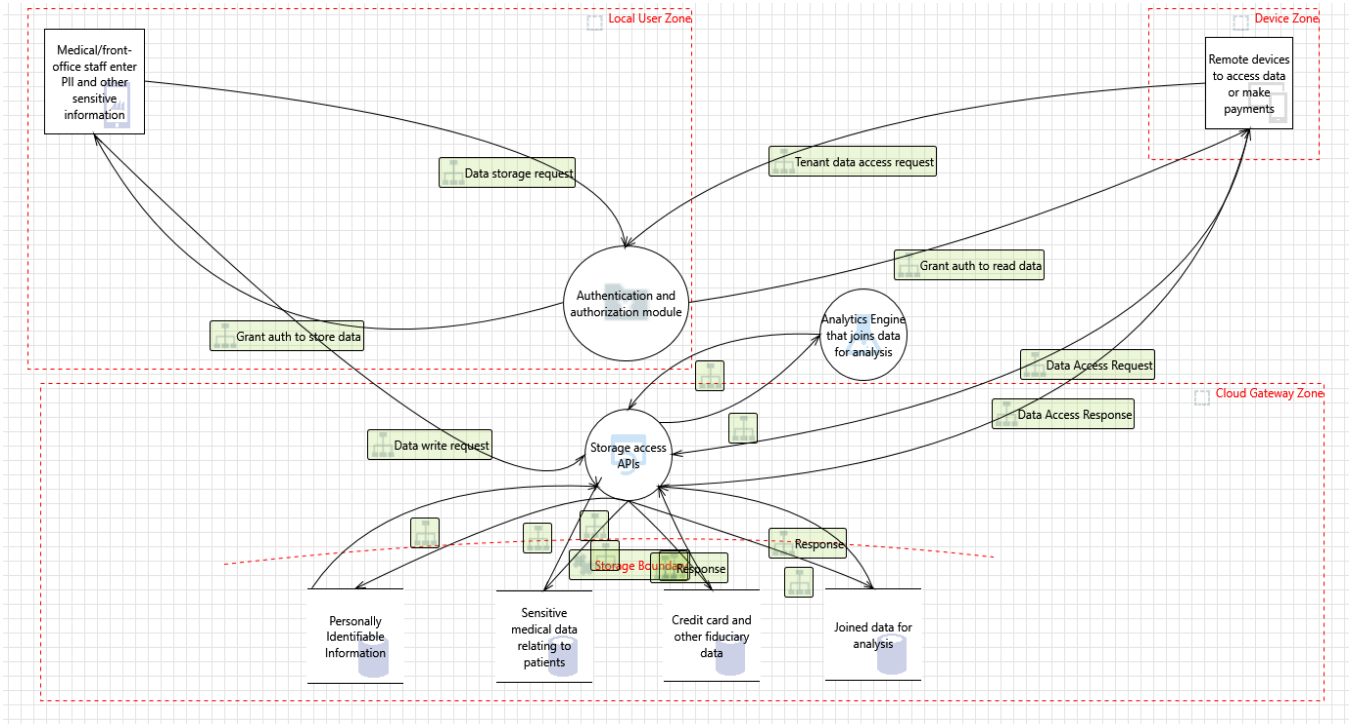 Local User Zone
Device Zone
Medical/front-
office staff enter
PII and other
sensitive
information
Remote devices
to access data
or make
payments
Data storage request
Tenant data access request
Grant auth to read data
Authentication and
authorization module
Analytics Engine
that joins data
for analysis
Grant auth to store data
Data Access Request
Cloud Gateway Zone
Data Access Response
Data write request
Storage access
APIs
Response
Storage Boundary
Response
Personally
Identifiable
Information
Sensitive
medical data
relating to
patients
Credit card and
other fiduciary
data
Joined data for
analysis